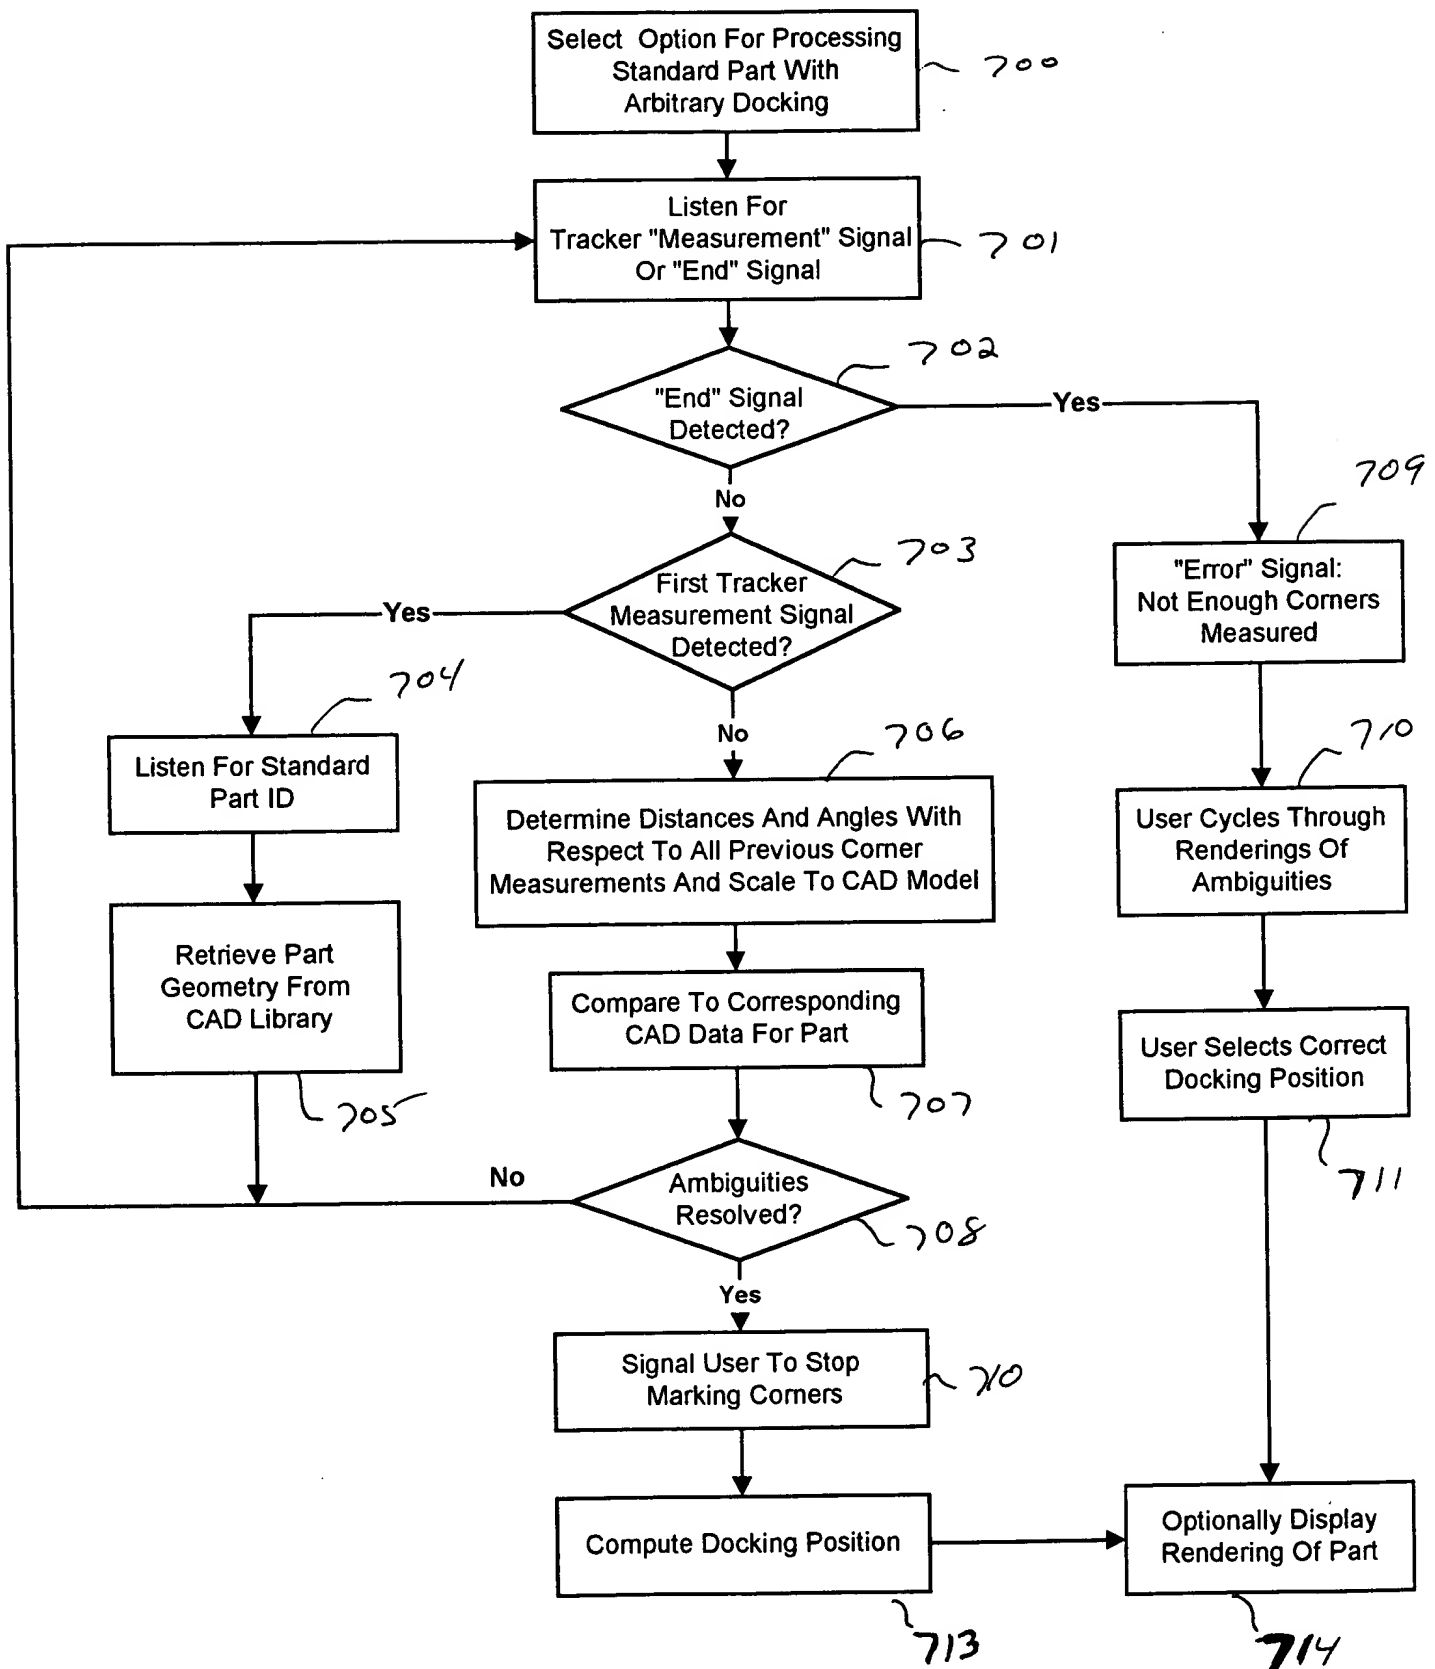 Select Option For Processing
Standard Part With
Arbitrary Docking
700
Listen For
Tracker "Measurement" Signal
Or "End" Signal
701
702
"End" Signal
Detected?
Yes
No
709
703
First Tracker
Measurement Signal
Detected?
Yes
"Error" Signal:
Not Enough Corners
Measured
704
No
706
710
Listen For Standard
Part ID
Determine Distances And Angles With
Respect To All Previous Corner
Measurements And Scale To CAD Model
User Cycles Through
Renderings Of
Ambiguities
Retrieve Part
Geometry From
CAD Library
705
Compare To Corresponding
CAD Data For Part
707
User Selects Correct
Docking Position
711
No
Ambiguities
Resolved?
708
Yes
Signal User To Stop
Marking Corners
710
Compute Docking Position
713
Optionally Display
Rendering Of Part
714